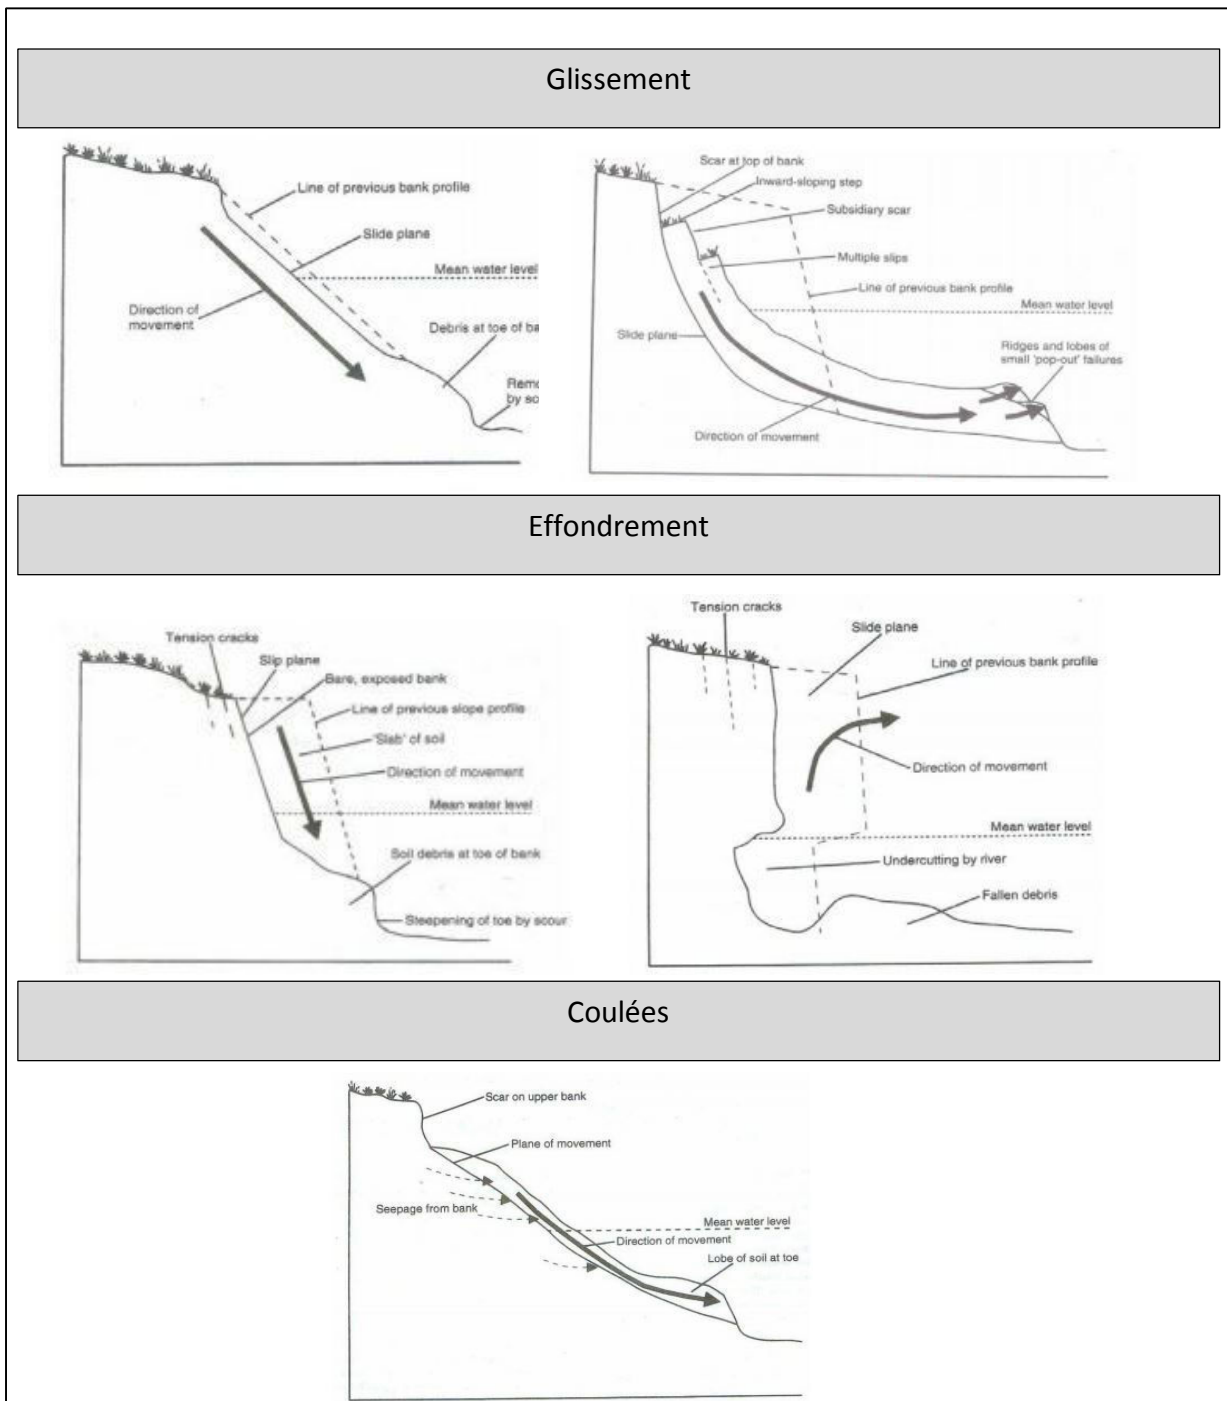 Glissement
Line of previous bank profile
Slide plane
Mean water level
Direction of
movement
Debris at toe of ba
Remo
by sc
Scar at top of bank
Inward-sloping step
Subsidiary scar
Multiple slips
Line of previous bank profile
Mean water level
Slide plane
Ridges and lobes of
small 'pop-out' failures
Direction of movement
Effondrement
Tension cracks
Slip plane
Bare, exposed bank
Line of previous slope profile
'Slab' of soil
Direction of movement
Mean water level
Soil debris at toe of bank
Steepening of toe by scour
Tension cracks
Slide plane
Line of previous bank profile
Direction of movement
Mean water level
Undercutting by river
Fallen debris
Coulées
Scar on upper bank
Plane of movement
Seepage from bank
Mean water level
Direction of movement
Lobe of soil at toe